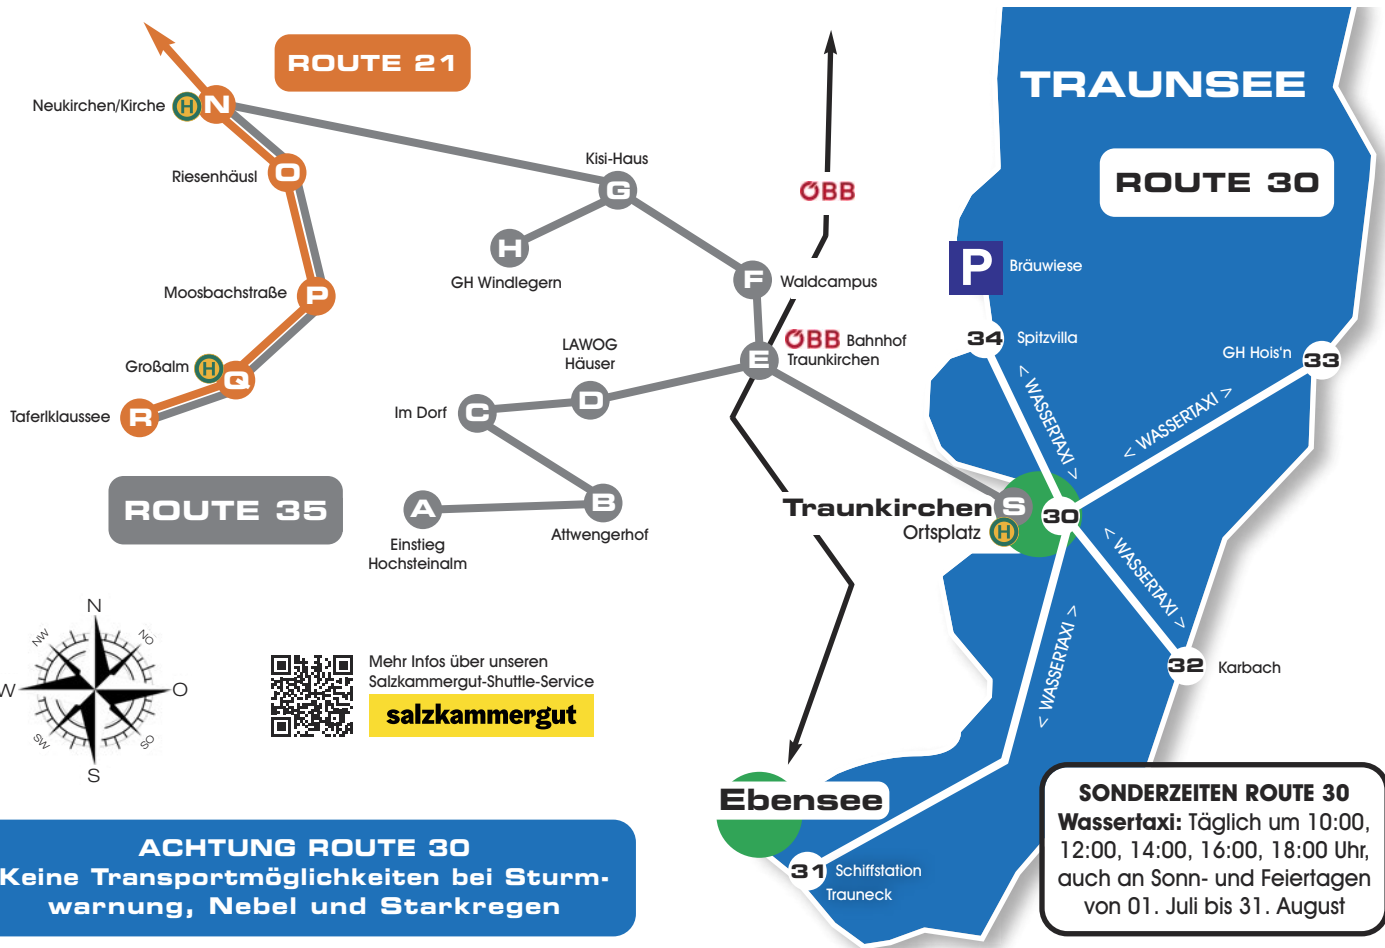 ROUTE 21
TRAUNSEE
ROUTE 30
Neukirchen/Kirche
H
N
Riesenhäusl
O
Kisi-Haus
G
ÖBB
H
GH Windlegern
P
Bräuwiese
F
Waldcampus
Moosbachstraße
P
34
Spitzvilla
LAWOG
Häuser
ÖBB Bahnhof
Traunkirchen
E
GH Hois'n
33
Großalm
H
Q
< WASSERTAXI >
< WASSERTAXI >
Taferlklaussee
R
Im Dorf
C
D
ROUTE 35
A
Einstieg
Hochsteinalm
B
Attwengerhof
Traunkirchen
S
Ortsplatz
H
30
< WASSERTAXI >
< WASSERTAXI >
N
NW
NO
W
O
SW
SO
S
Mehr Infos über unseren
Salzkammergut-Shuttle-Service
salzkammergut
32
Karbach
Ebensee
31
Schiffstation
Trauneck
SONDERZEITEN ROUTE 30
Wassertaxi: Täglich um 10:00,
12:00, 14:00, 16:00, 18:00 Uhr,
auch an Sonn- und Feiertagen
von 01. Juli bis 31. August
ACHTUNG ROUTE 30
Keine Transportmöglichkeiten bei Sturm-
warnung, Nebel und Starkregen